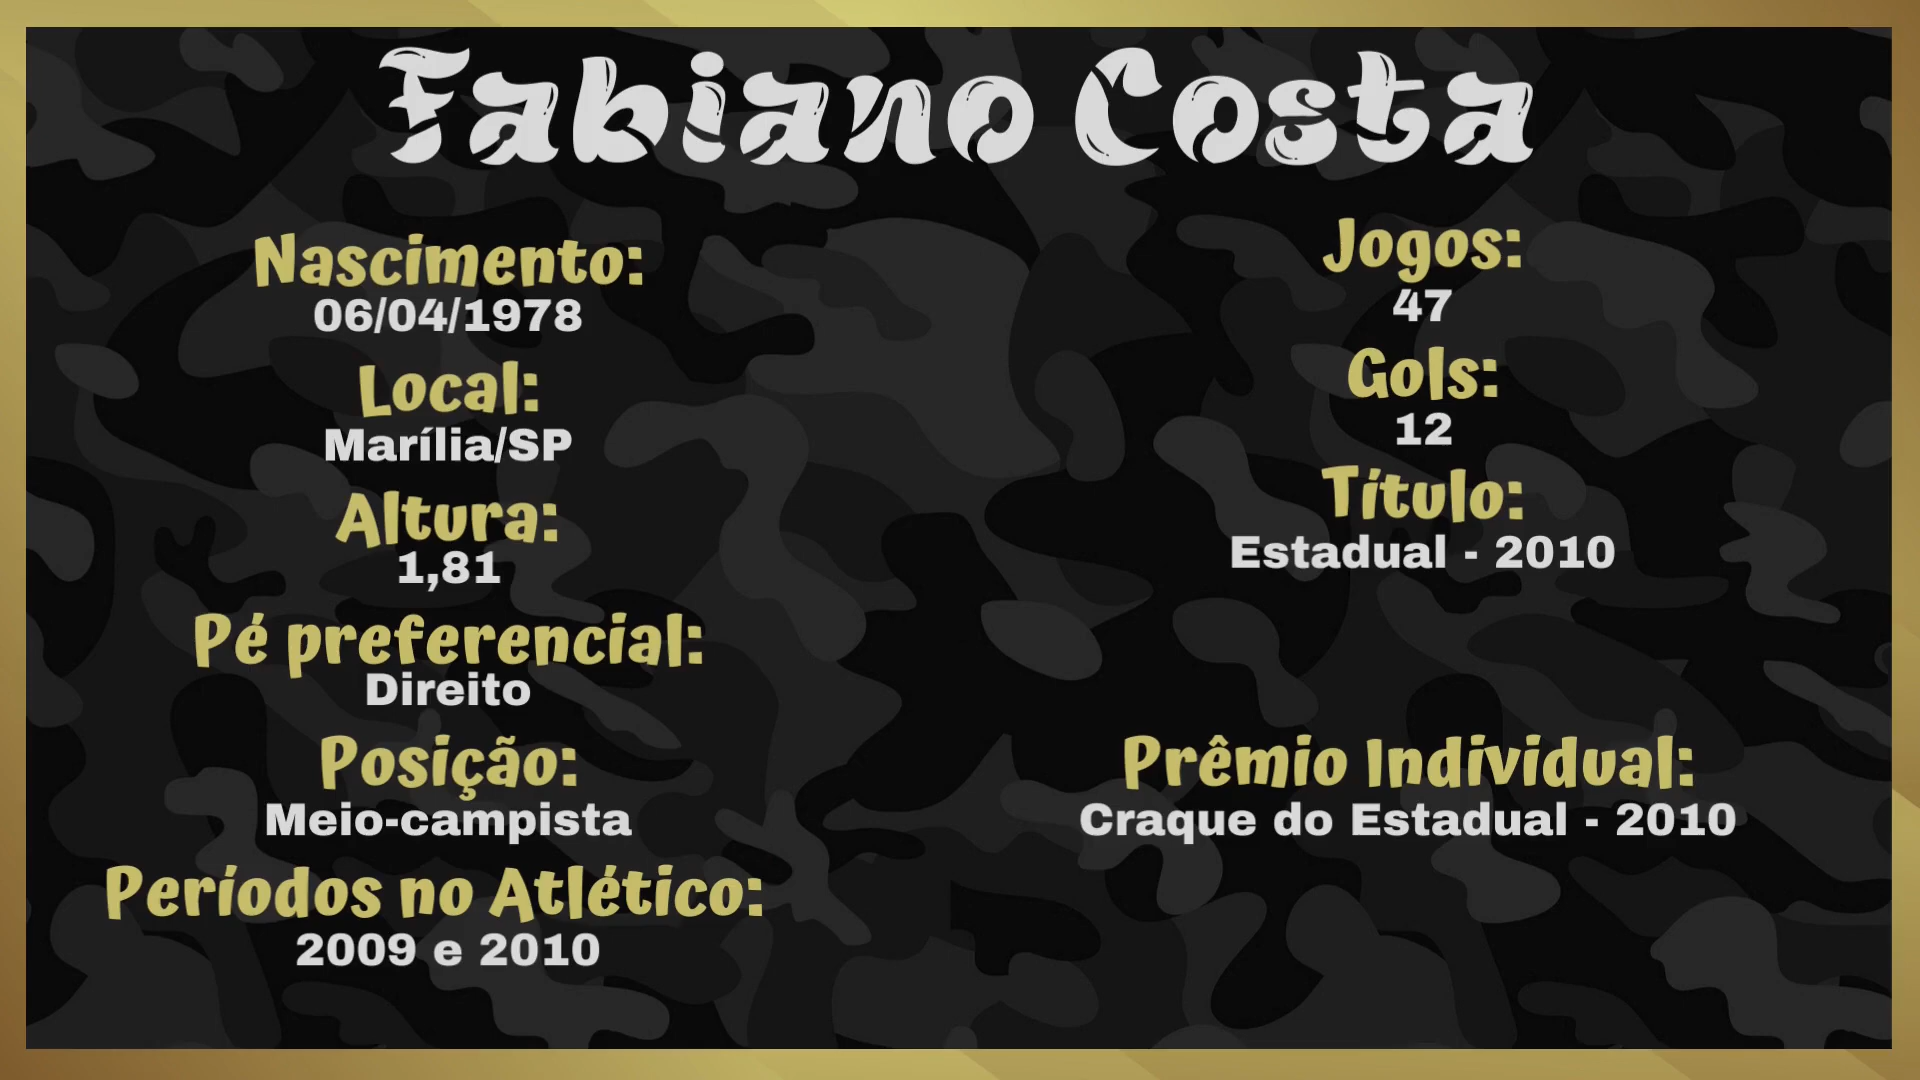 Fabiano Costa
Nascimento:
06/04/1978
Local:
Marília/SP
Altura:
1,81
Pé preferencial:
Direito
Posição:
Meio-campista
Períodos no Atlético:
2009 e 2010
Jogos:
47
Gols:
12
Título:
Estadual - 2010
Prêmio Individual:
Craque do Estadual - 2010